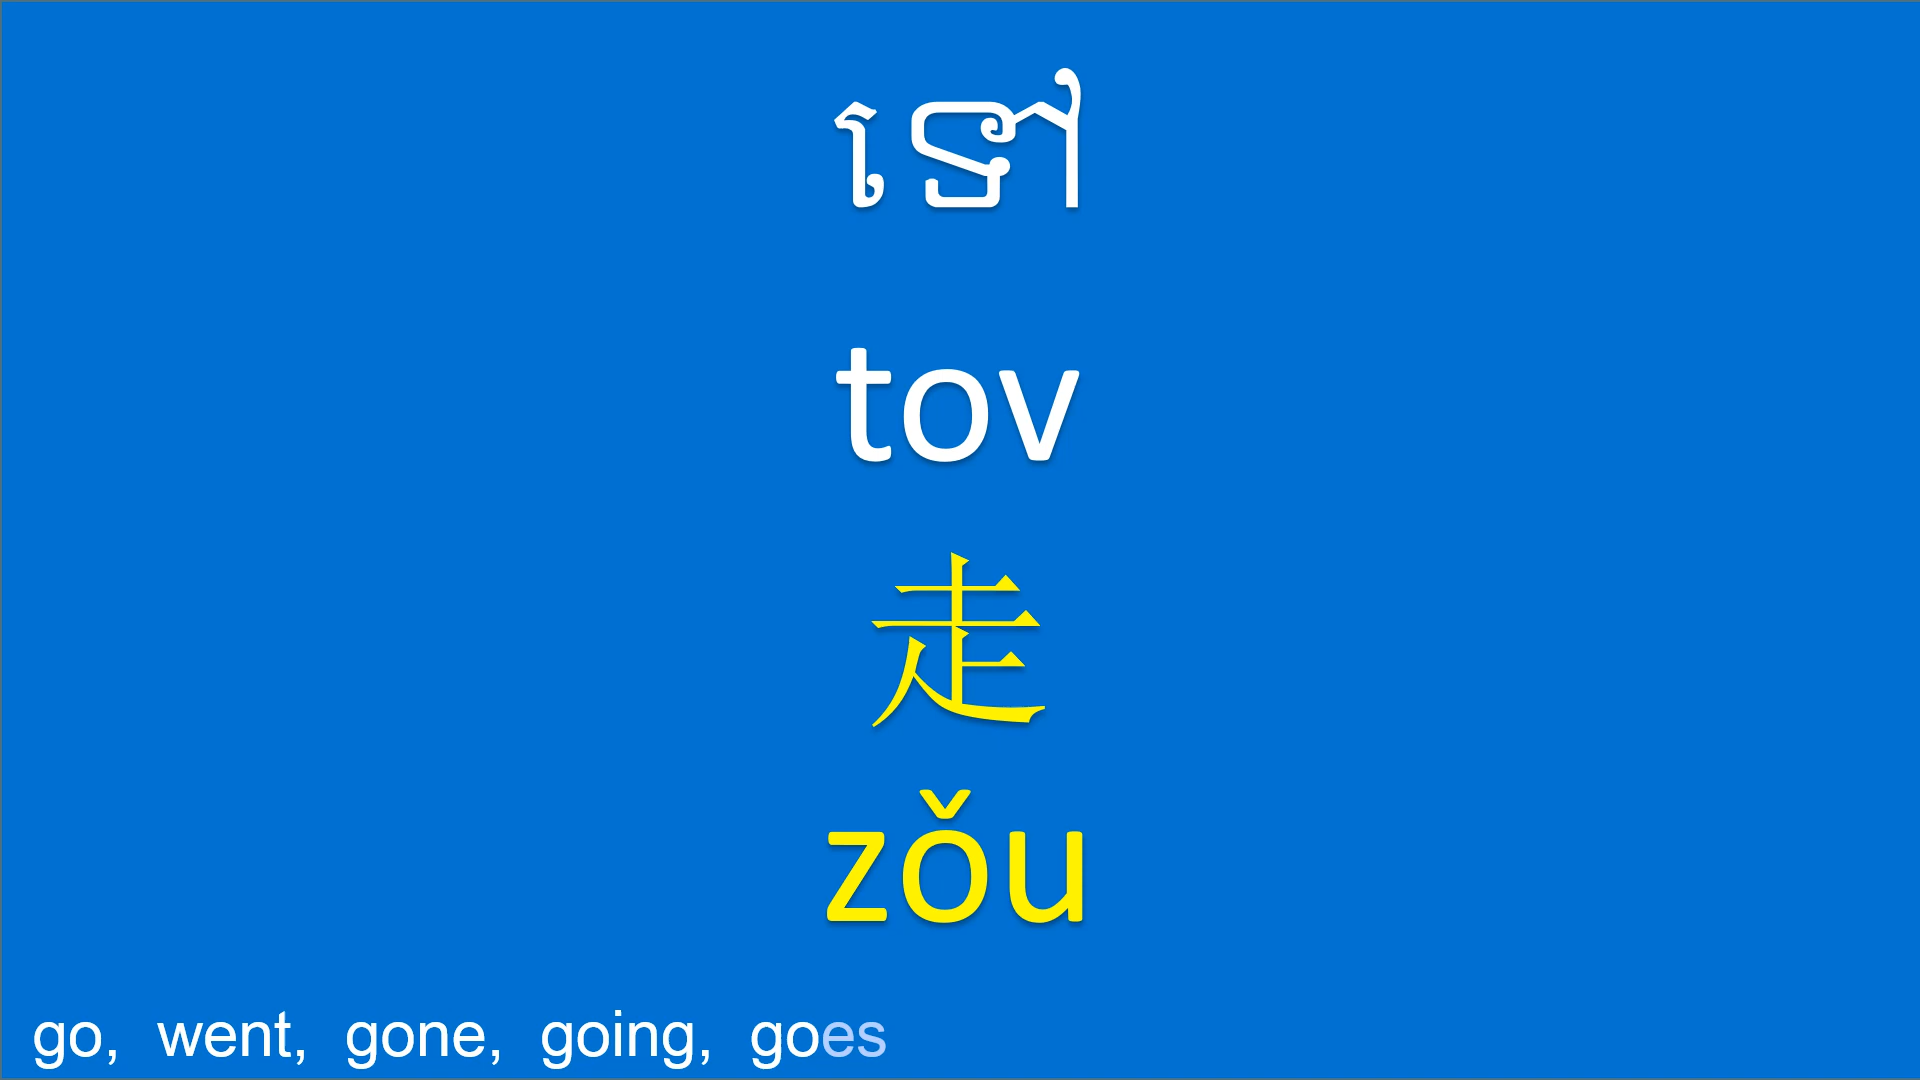 ទៅ
tov
走
zǒu
go, went, gone, going, goes